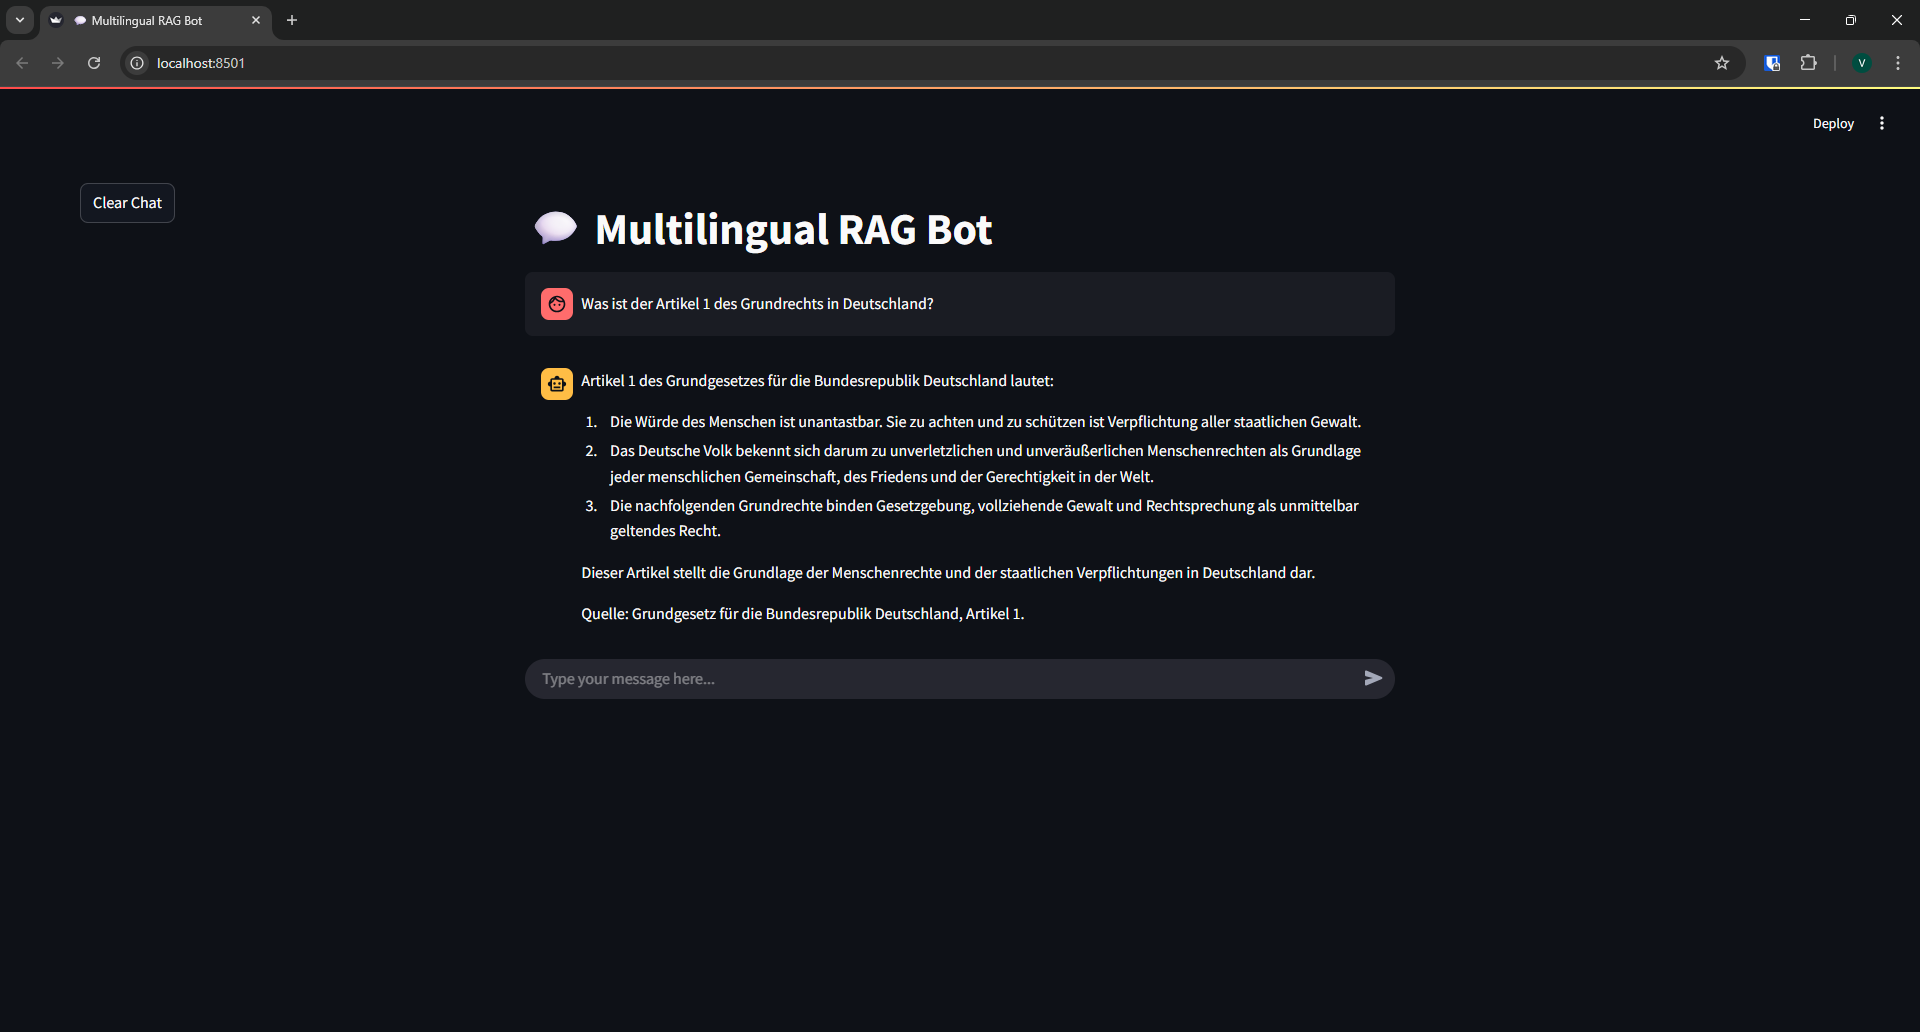 Multilingual RAG Bot
localhost:8501
V
Deploy
Clear Chat
Multilingual RAG Bot
Was ist der Artikel 1 des Grundrechts in Deutschland?
Artikel 1 des Grundgesetzes für die Bundesrepublik Deutschland lautet:
1. Die Würde des Menschen ist unantastbar. Sie zu achten und zu schützen ist Verpflichtung aller staatlichen Gewalt.
2. Das Deutsche Volk bekennt sich darum zu unverletzlichen und unveräußerlichen Menschenrechten als Grundlage
jeder menschlichen Gemeinschaft, des Friedens und der Gerechtigkeit in der Welt.
3. Die nachfolgenden Grundrechte binden Gesetzgebung, vollziehende Gewalt und Rechtsprechung als unmittelbar
geltendes Recht.
Dieser Artikel stellt die Grundlage der Menschenrechte und der staatlichen Verpflichtungen in Deutschland dar.
Quelle: Grundgesetz für die Bundesrepublik Deutschland, Artikel 1.
Type your message here...